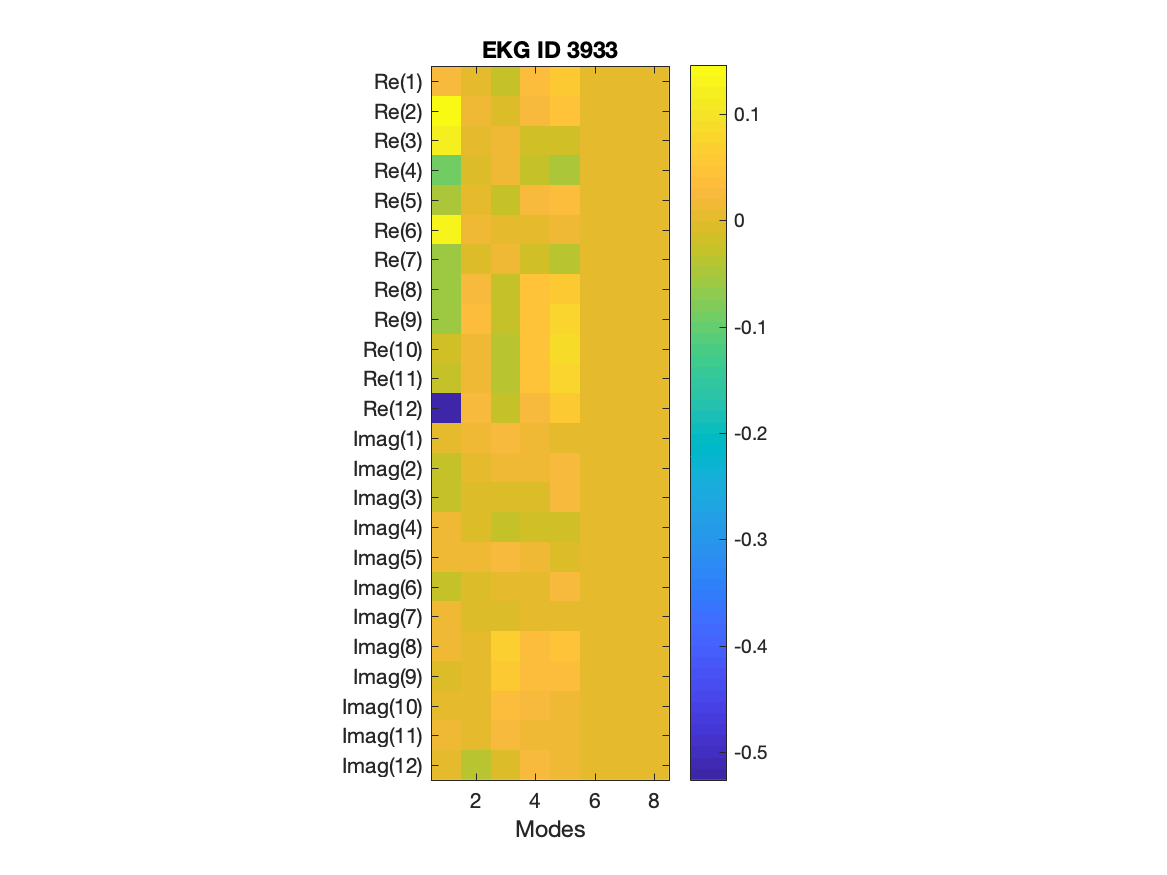 EKG ID 3933
Re(1)
Re(2)
Re(3)
Re(4)
Re(5)
Re(6)
Re(7)
Re(8)
Re(9)
Re(10)
Re(11)
Re(12)
Imag(1)
Imag(2)
Imag(3)
Imag(4)
Imag(5)
Imag(6)
Imag(7)
Imag(8)
Imag(9)
Imag(10)
Imag(11)
Imag(12)
2 4 6 8
Modes
0.1
0
-0.1
-0.2
-0.3
-0.4
-0.5